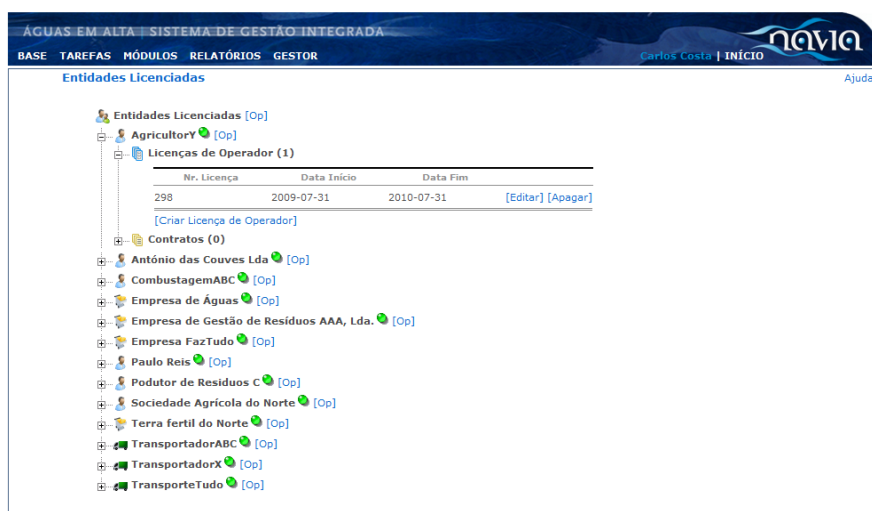 ÁGUAS EM ALTA | SISTEMA DE GESTÃO INTEGRADA
navia
BASE TAREFAS MÓDULOS RELATÓRIOS GESTOR
Carlos Costa | INÍCIO
Entidades Licenciadas
Ajuda
Entidades Licenciadas [Op]
AgricultorY [Op]
Licenças de Operador (1)
Nr. Licença Data Início Data Fim
298 2009-07-31 2010-07-31 [Editar] [Apagar]
[Criar Licença de Operador]
Contratos (0)
António das Couves Lda [Op]
CombustagemABC [Op]
Empresa de Águas [Op]
Empresa de Gestão de Resíduos AAA, Lda. [Op]
Empresa FazTudo [Op]
Paulo Reis [Op]
Podutor de Residuos C [Op]
Sociedade Agrícola do Norte [Op]
Terra fertil do Norte [Op]
TransportadorABC [Op]
TransportadorX [Op]
TransporteTudo [Op]